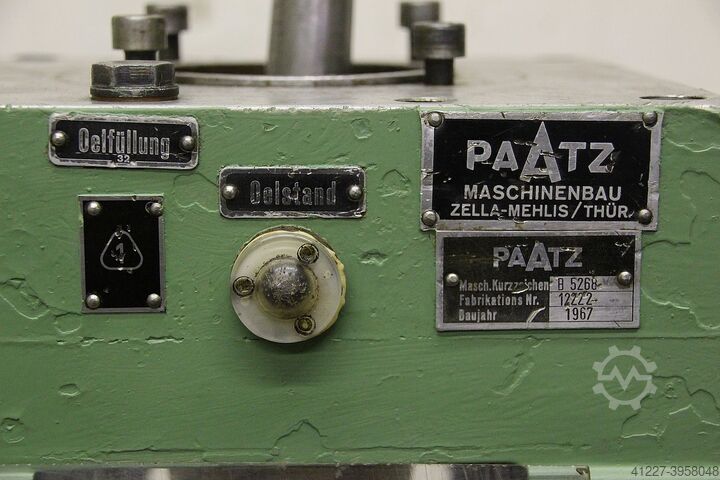 Oelfüllung
32
Oelstand
1
PAATZ
MASCHINENBAU
ZELLA-MEHLIS/THÜR.
PAATZ
Masch. Kurzzeichen B 5268
Fabrikations Nr. 12222
Baujahr 1967
41227-3958048